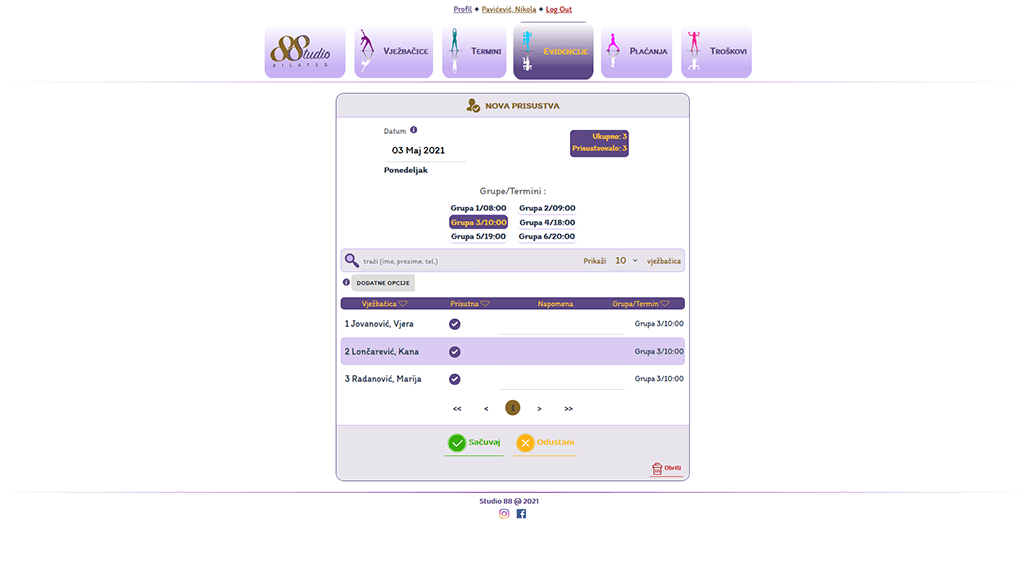 Profil ✦ Pavićević, Nikola ✦ Log Out
88tudio
PILATES
Vježbačice
Termini
Evidencije
Plaćanja
Troškovi
NOVA PRISUSTVA
Datum
Ukupno: 3
Prisustvovalo: 3
03 Maj 2021
Ponedeljak
Grupe/Termini :
Grupa 1/08:00 Grupa 2/09:00
Grupa 3/10:00 Grupa 4/18:00
Grupa 5/19:00 Grupa 6/20:00
traži (ime, prezime, tel.) Prikaži 10 vježbačica
DODATNE OPCIJE
Vježbačica Prisutna Napomena Grupa/Termin
1 Jovanović, Vjera Grupa 3/10:00
2 Lončarević, Kana Grupa 3/10:00
3 Radanović, Marija Grupa 3/10:00
<< < 1 > >>
Sačuvaj Odustani
Obriši
Studio 88 @ 2021